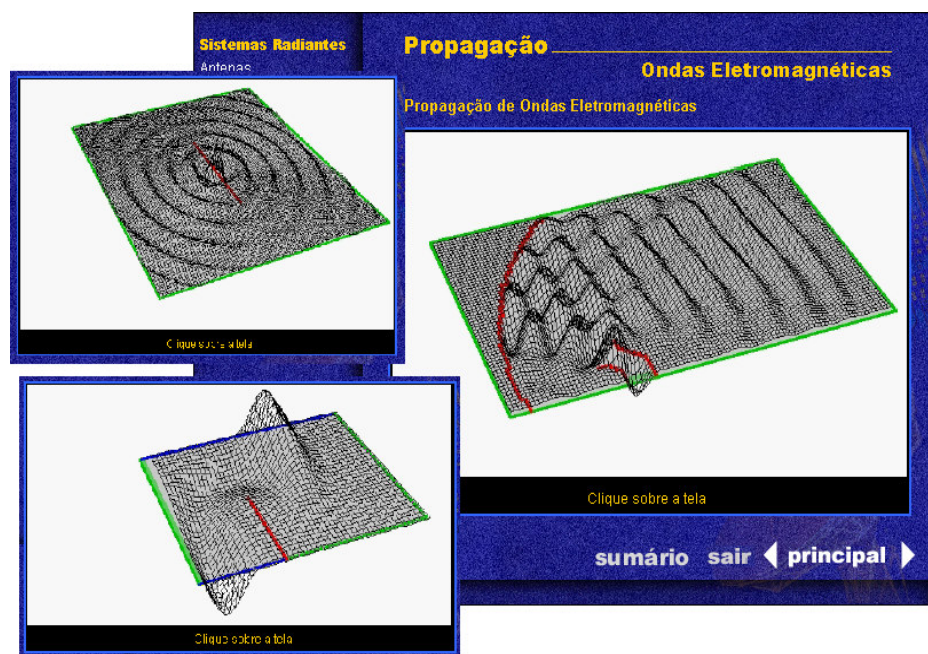 Sistemas Radiantes
Antenas
Propagação
Ondas Eletromagnéticas
Propagação de Ondas Eletromagnéticas
Clique sobre a tela
Clique sobre a tela
Clique sobre a tela
sumário sair principal